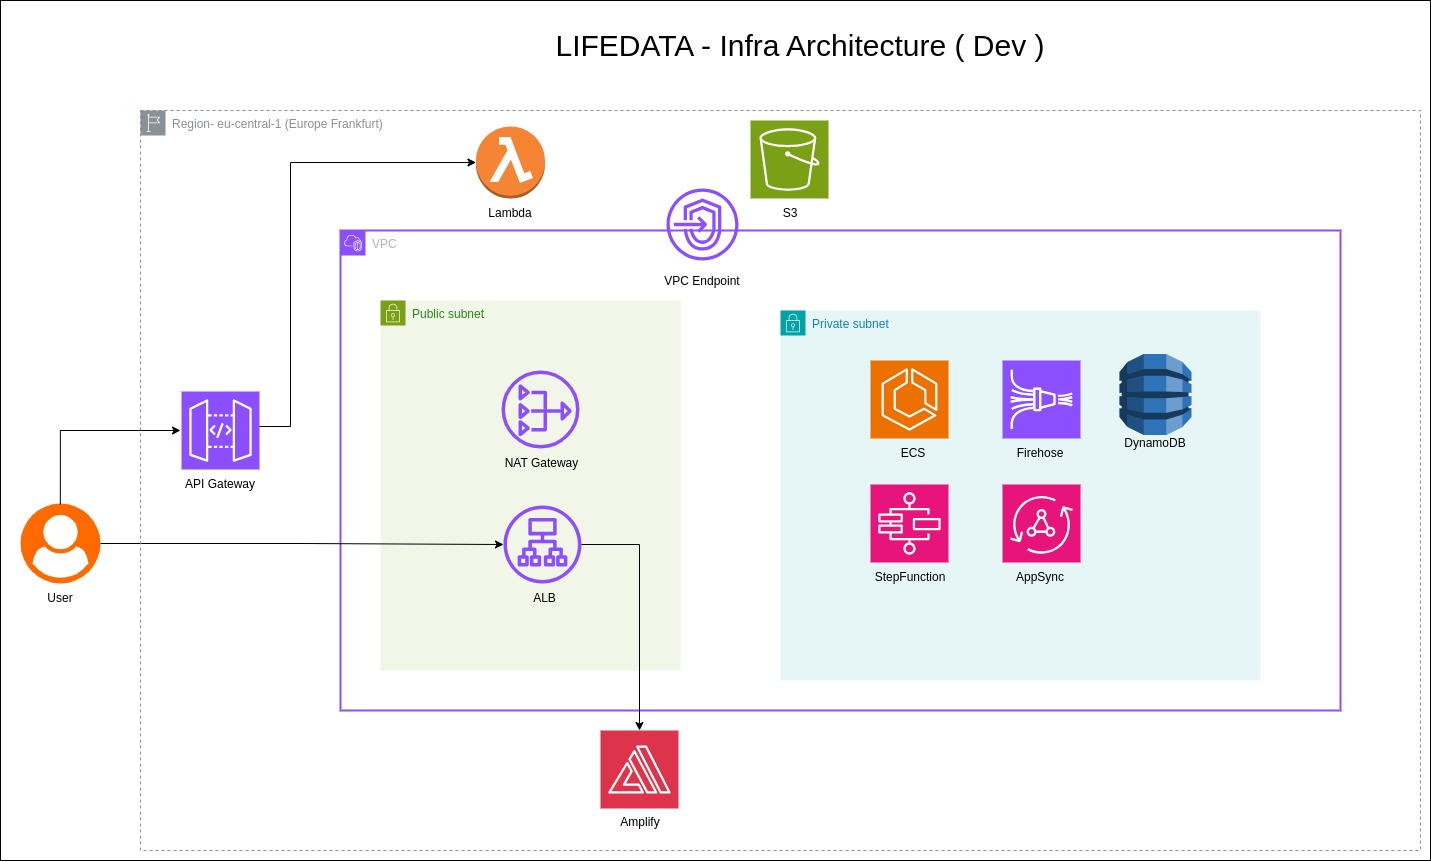 LIFEDATA - Infra Architecture ( Dev )
Region- eu-central-1 (Europe Frankfurt)
Lambda
S3
VPC
VPC Endpoint
Public subnet
Private subnet
NAT Gateway
ECS
Firehose
DynamoDB
API Gateway
StepFunction
AppSync
User
ALB
Amplify